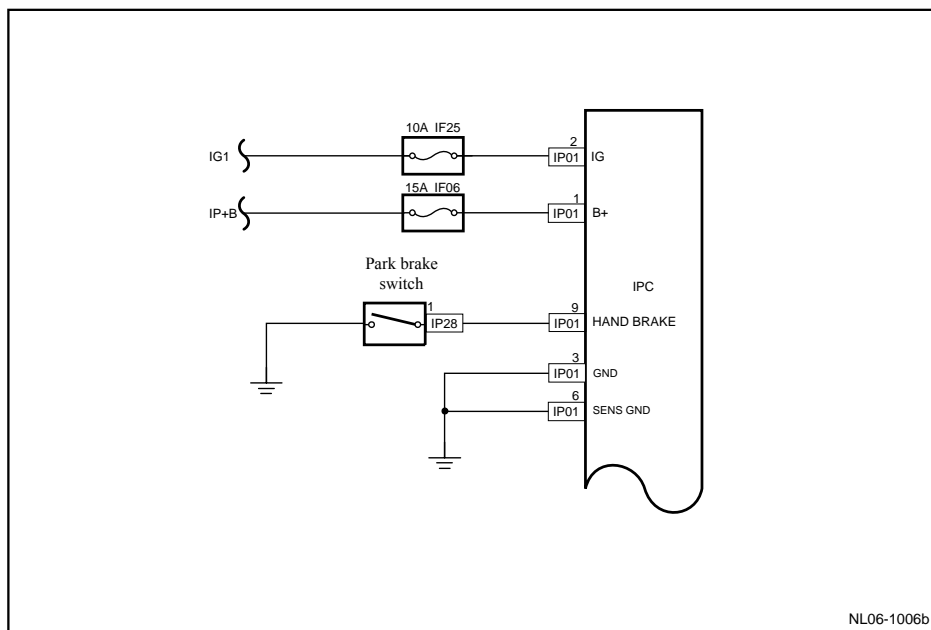 10A IF25
2
IG1
IP01
IG
15A IF06
1
IP+B
IP01
B+
Park brake
switch
IPC
1
9
IP28
IP01
HAND BRAKE
3
IP01
GND
6
IP01
SENS GND
NL06-1006b